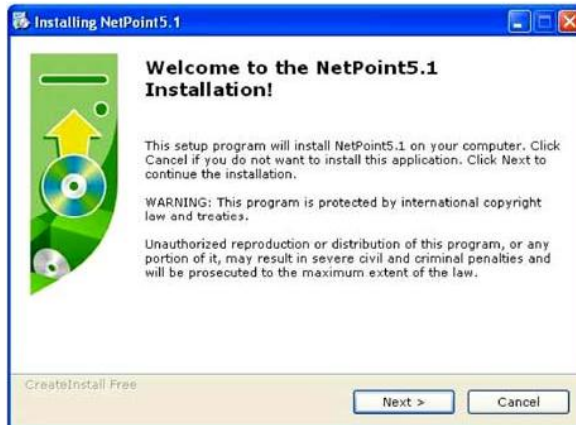 Installing NetPoint5.1
Welcome to the NetPoint5.1
Installation!
This setup program will install NetPoint5.1 on your computer. Click
Cancel if you do not want to install this application. Click Next to
continue the installation.
WARNING: This program is protected by international copyright
law and treaties.
Unauthorized reproduction or distribution of this program, or any
portion of it, may result in severe civil and criminal penalties and
will be prosecuted to the maximum extent of the law.
CreateInstall Free
Next >
Cancel